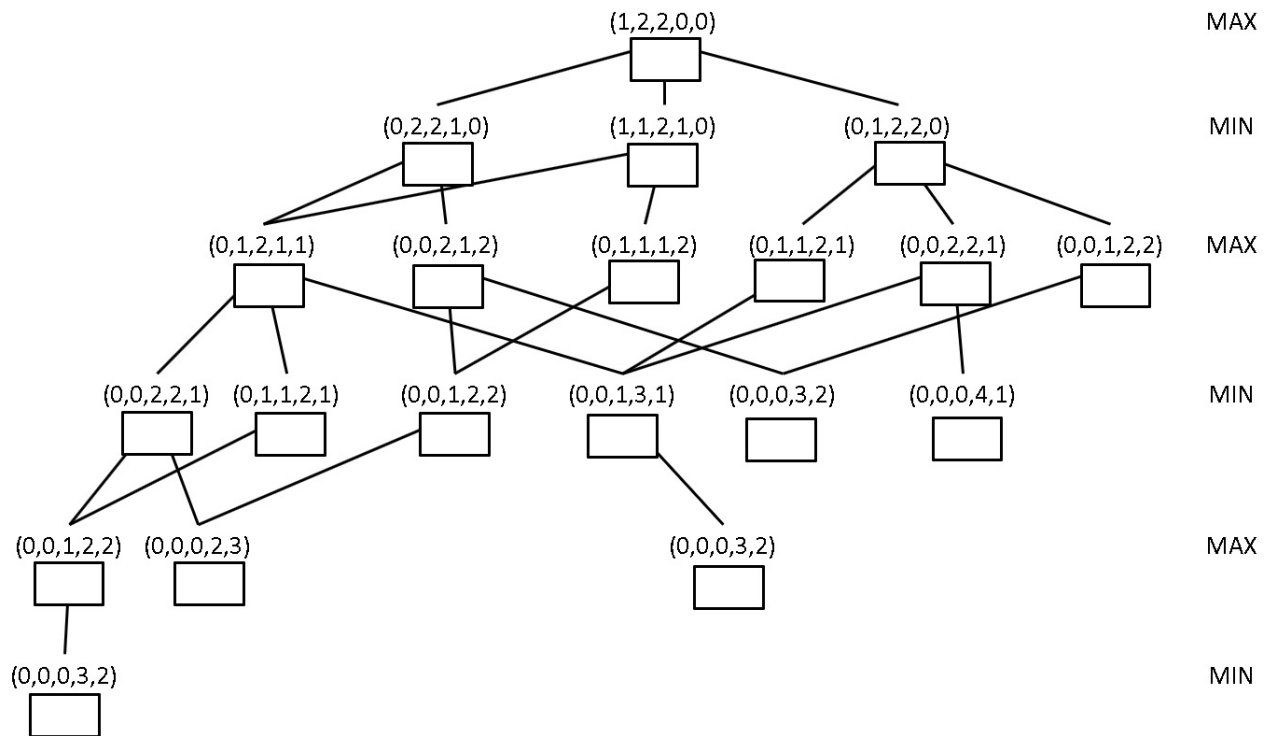 (1,2,2,0,0) MAX
(0,2,2,1,0) (1,1,2,1,0) (0,1,2,2,0) MIN
(0,1,2,1,1) (0,0,2,1,2) (0,1,1,1,2) (0,1,1,2,1) (0,0,2,2,1) (0,0,1,2,2) MAX
(0,0,2,2,1) (0,1,1,2,1) (0,0,1,2,2) (0,0,1,3,1) (0,0,0,3,2) (0,0,0,4,1) MIN
(0,0,1,2,2) (0,0,0,2,3) (0,0,0,3,2) MAX
(0,0,0,3,2) MIN